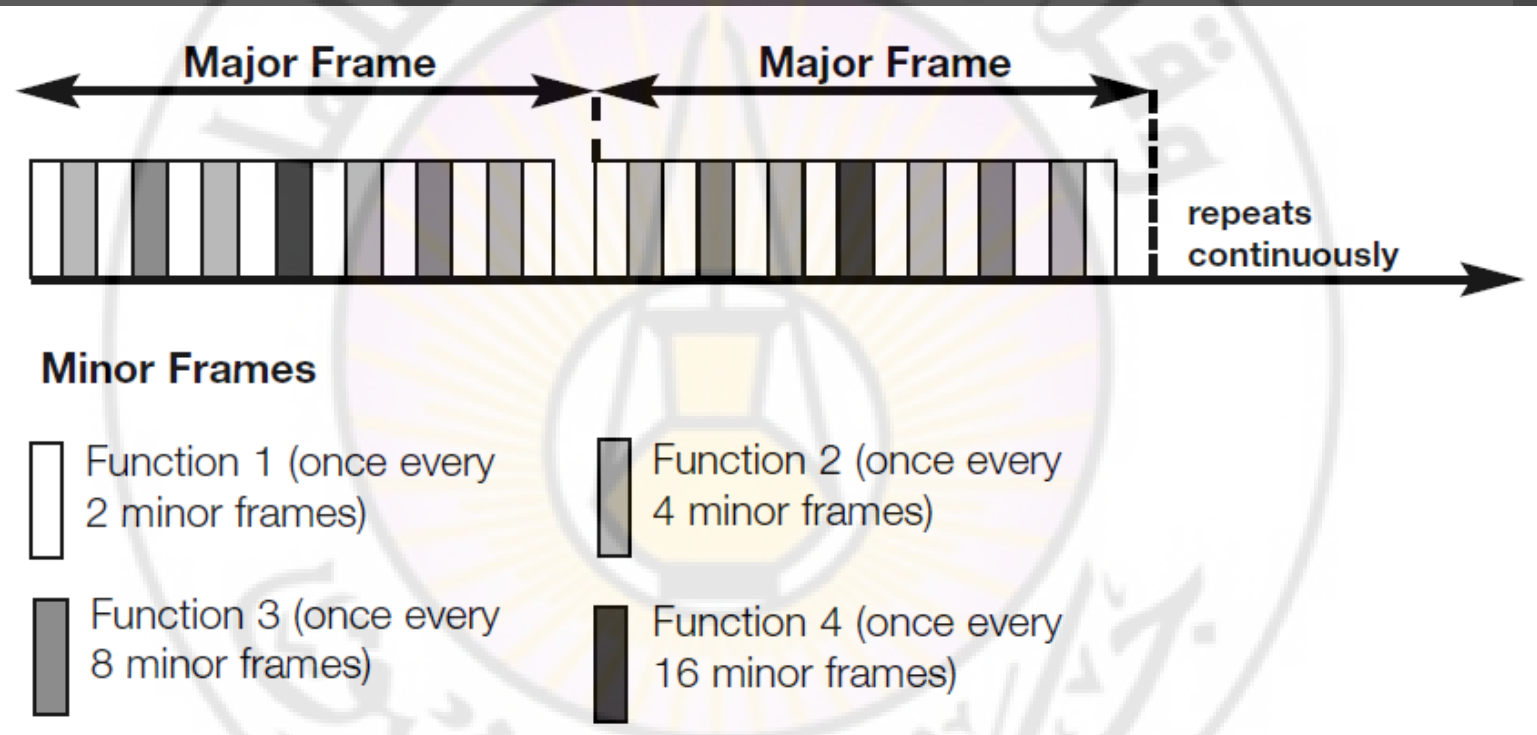 Major Frame
Major Frame
repeats
continuously
Minor Frames
Function 1 (once every
2 minor frames)
Function 2 (once every
4 minor frames)
Function 3 (once every
8 minor frames)
Function 4 (once every
16 minor frames)